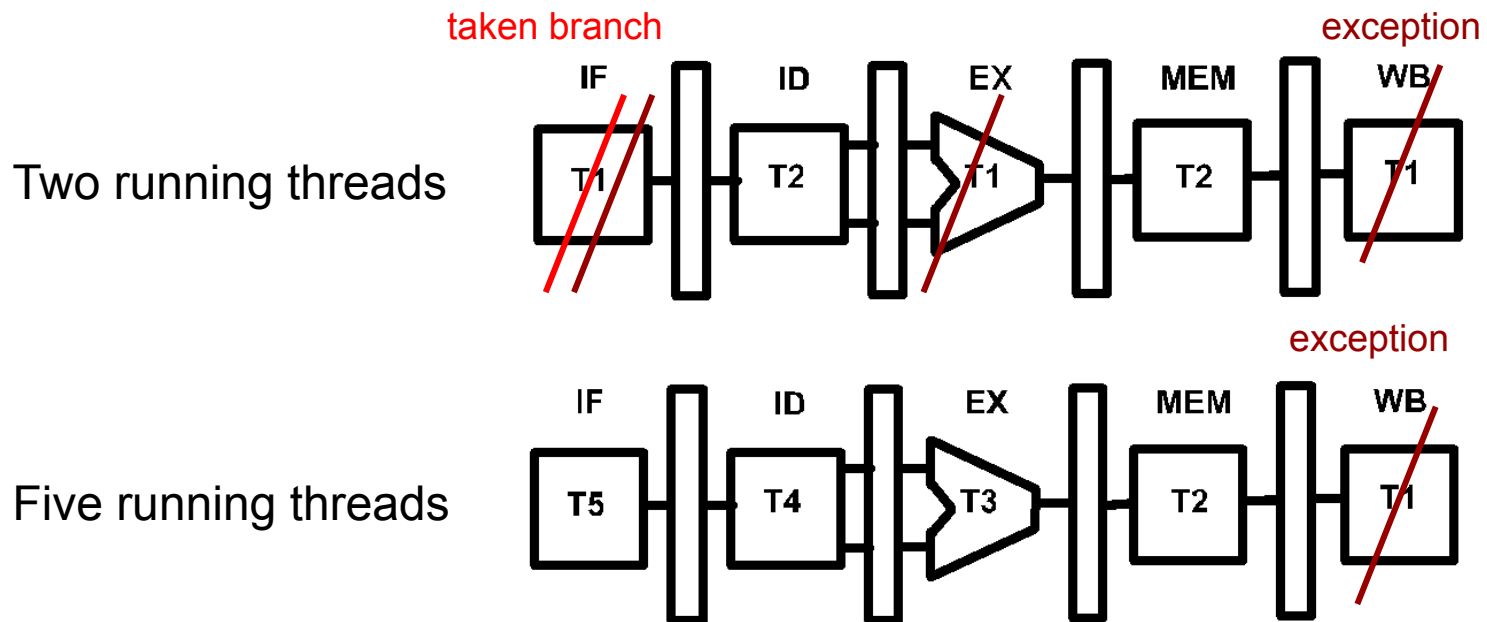 taken branch
exception
IF ID EX MEM WB
Two running threads
T1 T2 T1 T2 T1
exception
IF ID EX MEM WB
Five running threads
T5 T4 T3 T2 T1